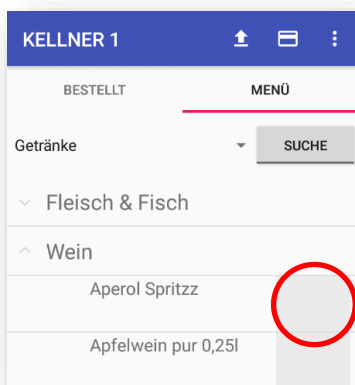 KELLNER 1
BESTELLT
MENÜ
Getränke
SUCHE
Fleisch & Fisch
Wein
Aperol Spritzz
Apfelwein pur 0,25l